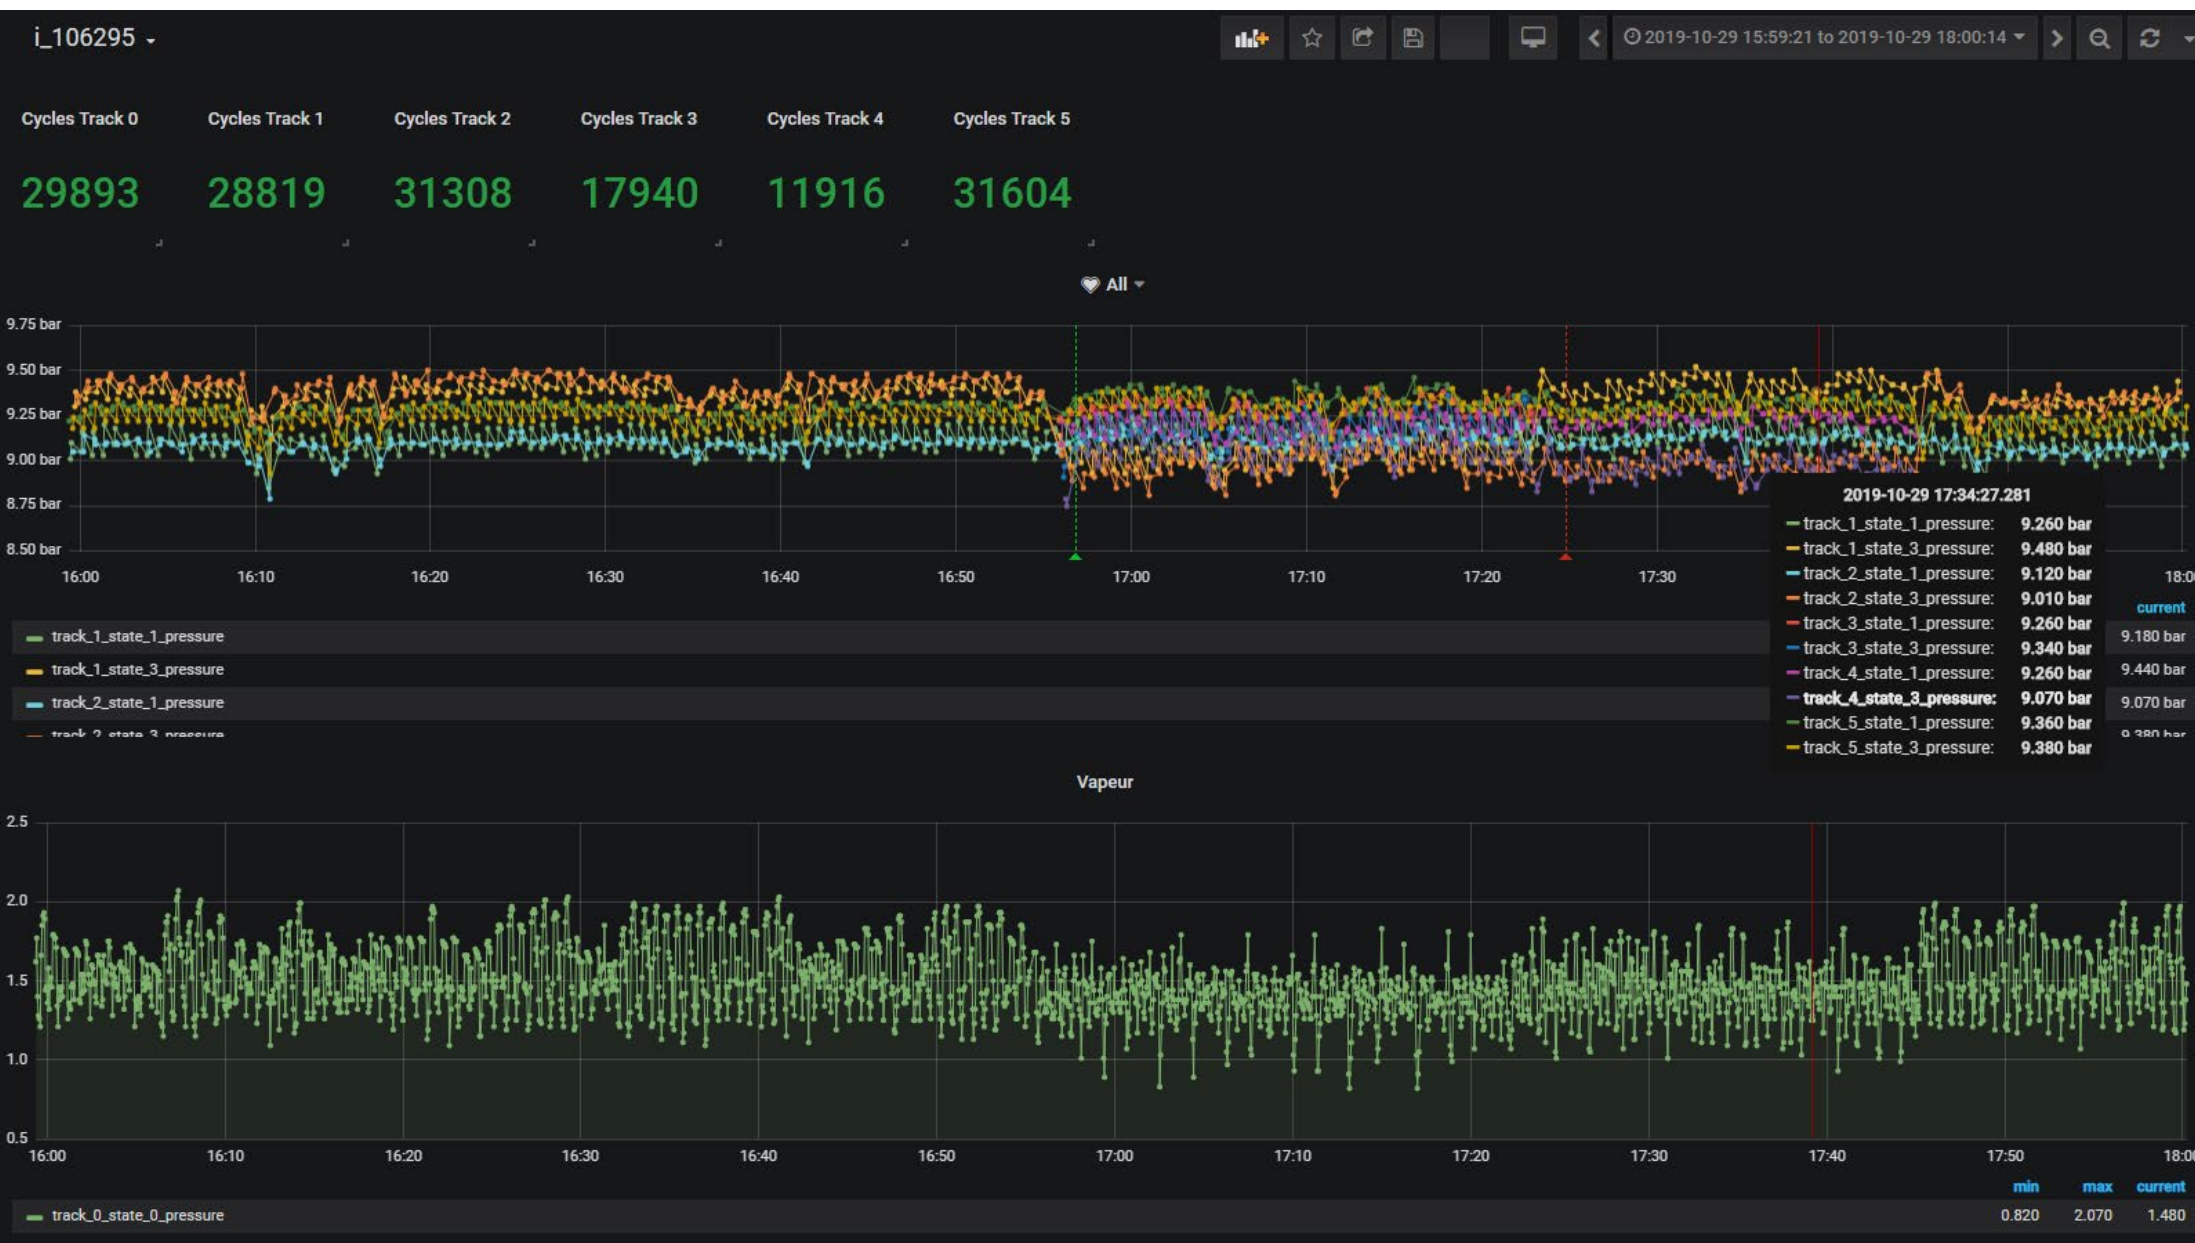 i_106295
2019-10-29 15:59:21 to 2019-10-29 18:00:14
Cycles Track 0
Cycles Track 1
Cycles Track 2
Cycles Track 3
Cycles Track 4
Cycles Track 5
29893
28819
31308
17940
11916
31604
All
9.75 bar
9.50 bar
9.25 bar
9.00 bar
8.75 bar
8.50 bar
16:00
16:10
16:20
16:30
16:40
16:50
17:00
17:10
17:20
17:30
18:0
2019-10-29 17:34:27.281
track_1_state_1_pressure: 9.260 bar
track_1_state_3_pressure: 9.480 bar
track_2_state_1_pressure: 9.120 bar
track_2_state_3_pressure: 9.010 bar
track_3_state_1_pressure: 9.260 bar
track_3_state_3_pressure: 9.340 bar
track_4_state_1_pressure: 9.260 bar
track_4_state_3_pressure: 9.070 bar
track_5_state_1_pressure: 9.360 bar
track_5_state_3_pressure: 9.380 bar
current
track_1_state_1_pressure 9.180 bar
track_1_state_3_pressure 9.440 bar
track_2_state_1_pressure 9.070 bar
track_2_state_3_pressure 9.380 bar
Vapeur
2.5
2.0
1.5
1.0
0.5
16:00
16:10
16:20
16:30
16:40
16:50
17:00
17:10
17:20
17:30
17:40
17:50
18:00
min max current
track_0_state_0_pressure 0.820 2.070 1.480